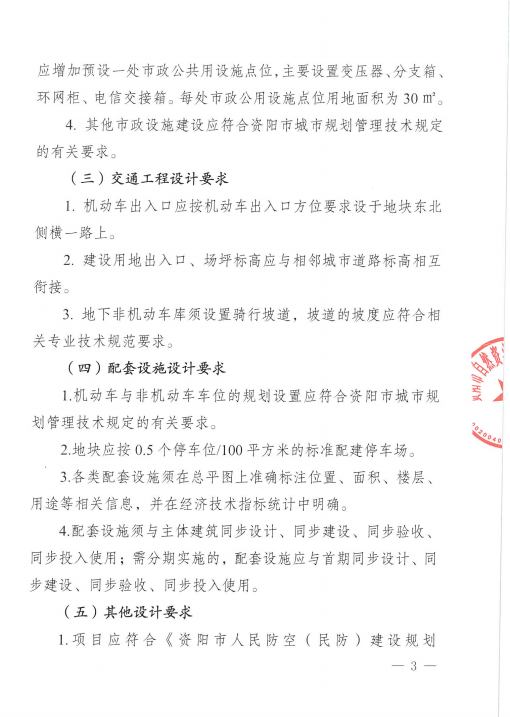 应增加预设一处市政公共用设施点位,主要设置变压器、分支箱、
环网柜、电信交接箱。每处市政公用设施点位用地面积为 30 ㎡。
4. 其他市政设施建设应符合资阳市城市规划管理技术规定
的有关要求。
（三）交通工程设计要求
1. 机动车出入口应按机动车出入口方位要求设于地块东北
侧横一路上。
2. 建设用地出入口、场坪标高应与相邻城市道路标高相互
衔接。
3. 地下非机动车库须设置骑行坡道，坡道的坡度应符合相
关专业技术规范要求。
（四）配套设施设计要求
1.机动车与非机动车车位的规划设置应符合资阳市城市规
划管理技术规定的有关要求。
2.地块应按 0.5 个停车位/100 平方米的标准配建停车场。
3.各类配套设施须在总平图上准确标注位置、面积、楼层、
用途等相关信息，并在经济技术指标统计中明确。
4.配套设施须与主体建筑同步设计、同步建设、同步验收、
同步投入使用；需分期实施的，配套设施应与首期同步设计、同
步建设、同步验收、同步投入使用。
（五）其他设计要求
1.项目应符合《资阳市人民防空（民防）建设规划
— 3 —
自然资